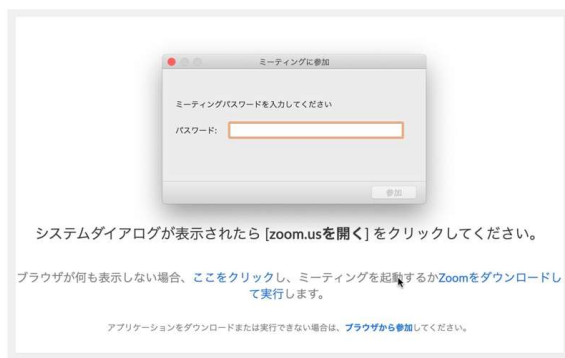 ミーティングに参加
ミーティングパスワードを入力してください
パスワード:
参加
システムダイアログが表示されたら [zoom.usを開く] をクリックしてください。
ブラウザが何も表示しない場合、ここをクリックし、ミーティングを起動するかZoomをダウンロードし
て実行します。
アプリケーションをダウンロードまたは実行できない場合は、ブラウザから参加してください。